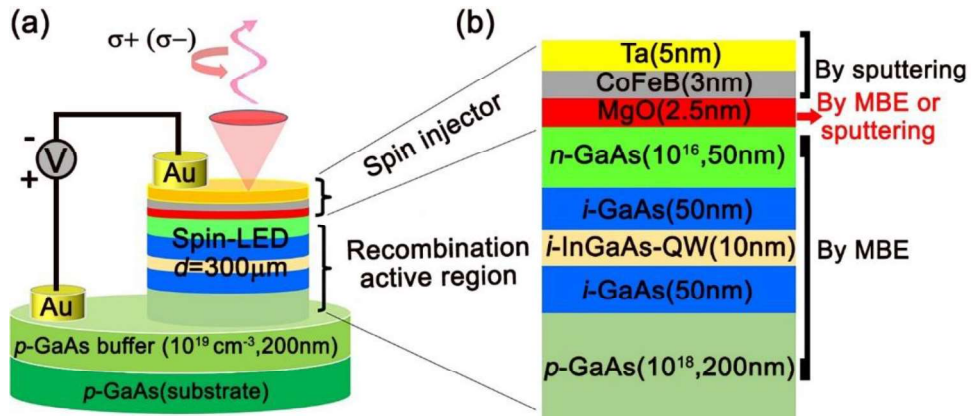 (a)
σ+ (σ−)
-
V
+
Au
Au
Spin-LED
d=300μm
p-GaAs buffer (10¹⁹ cm⁻³,200nm)
p-GaAs(substrate)
Spin injector
Recombination
active region
(b)
Ta(5nm)
CoFeB(3nm)
MgO(2.5nm)
n-GaAs(10¹⁶,50nm)
i-GaAs(50nm)
i-InGaAs-QW(10nm)
i-GaAs(50nm)
p-GaAs(10¹⁸,200nm)
By sputtering
By MBE or
sputtering
By MBE